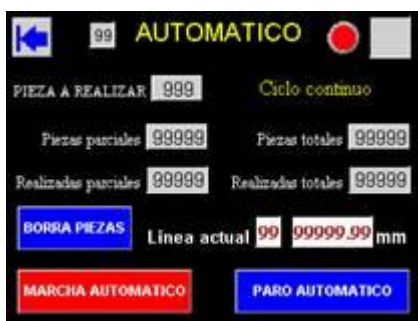 99 AUTOMATICO
PIEZA A REALIZAR 999 Ciclo continuo
Piezas parciales 99999 Piezas totales 99999
Realizadas parciales 99999 Realizadas totales 99999
BORRA PIEZAS Linea actual 99 99999.99 mm
MARCHA AUTOMATICO PARO AUTOMATICO